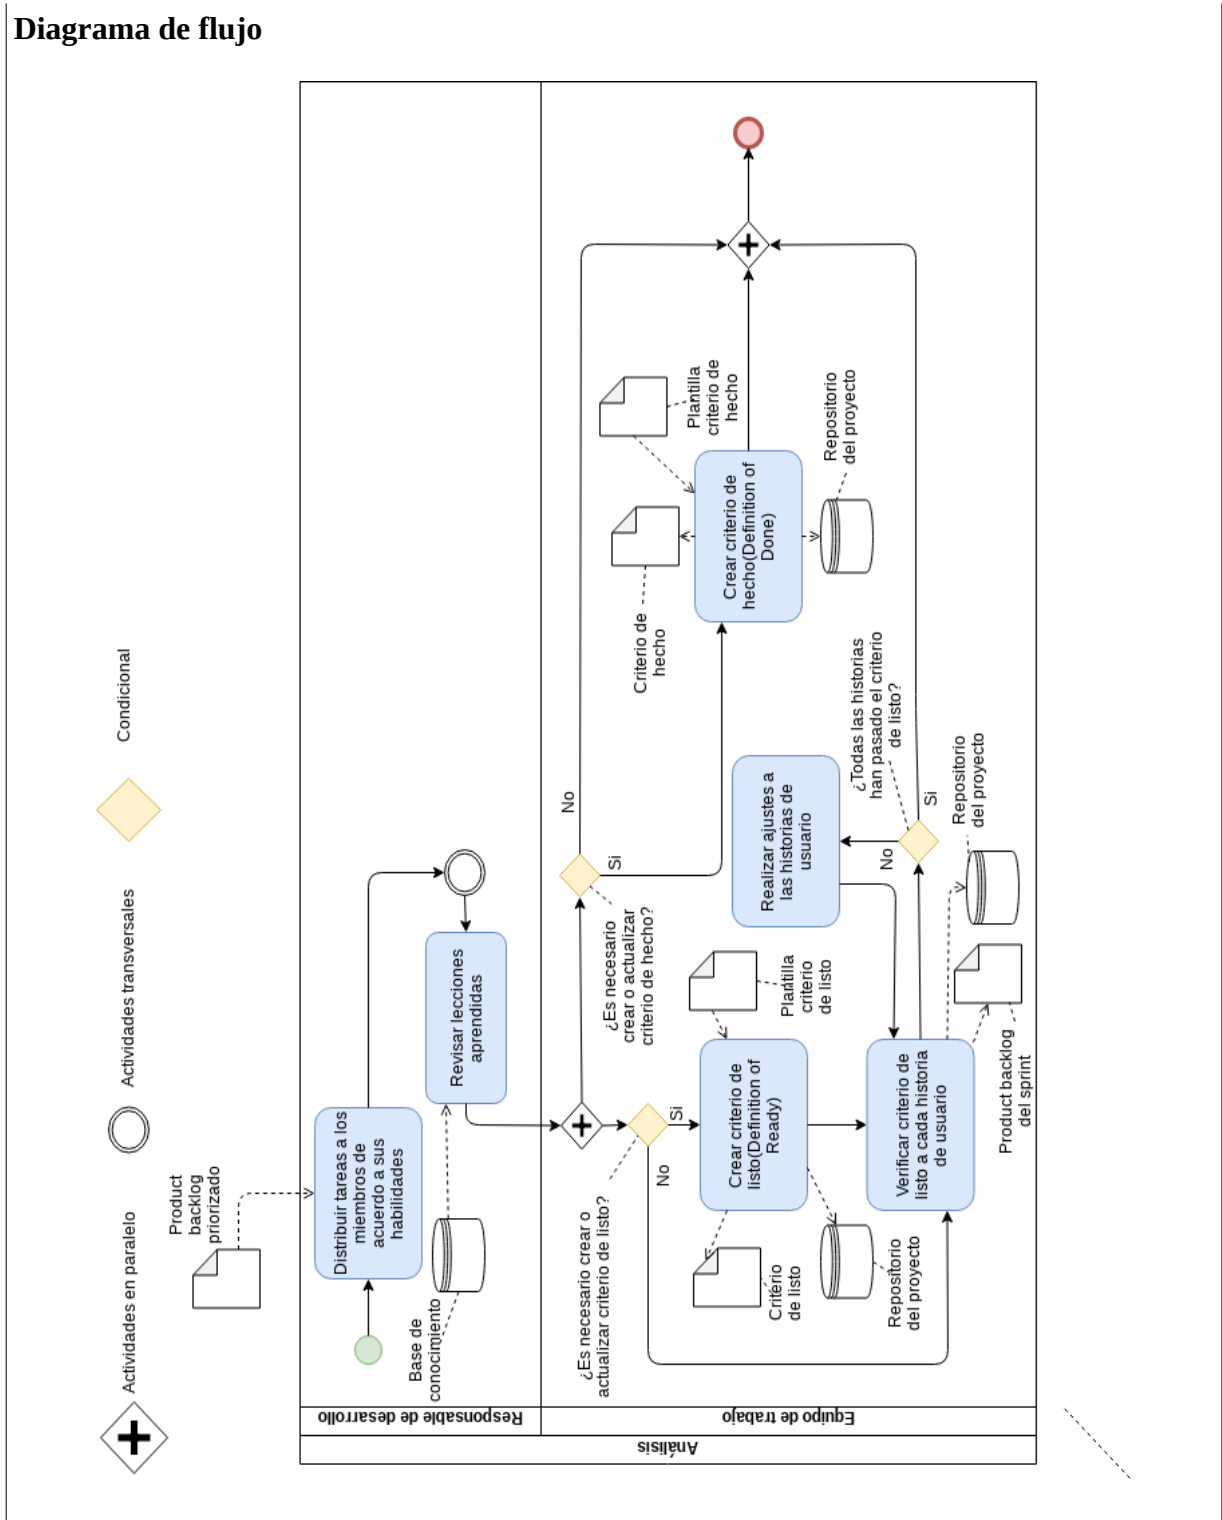 Diagrama de flujo
Actividades en paralelo
Actividades transversales
Condicional
Product
backlog
priorizado
Análisis
Responsable de desarrollo
Equipo de trabajo
Distribuir tareas a los
miembros de
acuerdo a sus
habilidades
Base de
conocimiento
Revisar lecciones
aprendidas
¿Es necesario crear o
actualizar criterio de listo?
Si
No
Crear criterio de
listo(Definition of
Ready)
Plantilla
criterio
de listo
Criterio
de listo
Repositorio
del proyecto
Verificar criterio de
listo a cada historia
de usuario
Product backlog
del sprint
Repositorio
del proyecto
¿Todas las historias
han pasado el criterio
de listo?
No
Si
Realizar ajustes a
las historias de
usuario
¿Es necesario
crear o actualizar
criterio de hecho?
No
Si
Crear criterio de
hecho(Definition of
Done)
Criterio de
hecho
Plantilla
criterio de
hecho
Repositorio
del proyecto